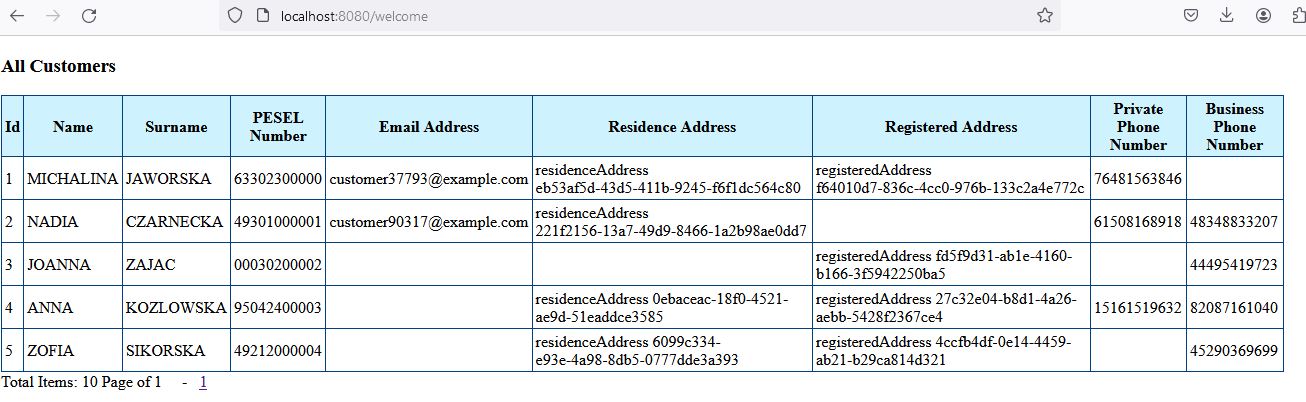 localhost:8080/welcome
All Customers
Id Name Surname PESEL Number Email Address Residence Address Registered Address Private Phone Number Business Phone Number
1 MICHALINA JAWORSKA 63302300000 customer37793@example.com residenceAddress eb53af5d-43d5-411b-9245-f6f1dc564c80 registeredAddress f64010d7-836c-4cc0-976b-133c2a4e772c 76481563846
2 NADIA CZARNECKA 49301000001 customer90317@example.com residenceAddress 221f2156-13a7-49d9-8466-1a2b98ae0dd7 61508168918 48348833207
3 JOANNA ZAJAC 00030200002 registeredAddress fd5f9d31-ab1e-4160-b166-3f5942250ba5 44495419723
4 ANNA KOZLOWSKA 95042400003 residenceAddress 0ebaceac-18f0-4521-ae9d-51eaddce3585 registeredAddress 27c32e04-b8d1-4a26-aebb-5428f2367ce4 15161519632 82087161040
5 ZOFIA SIKORSKA 49212000004 residenceAddress 6099c334-e93e-4a98-8db5-0777dde3a393 registeredAddress 4ccfb4df-0e14-4459-ab21-b29ca814d321 45290369699
Total Items: 10 Page of 1 - 1